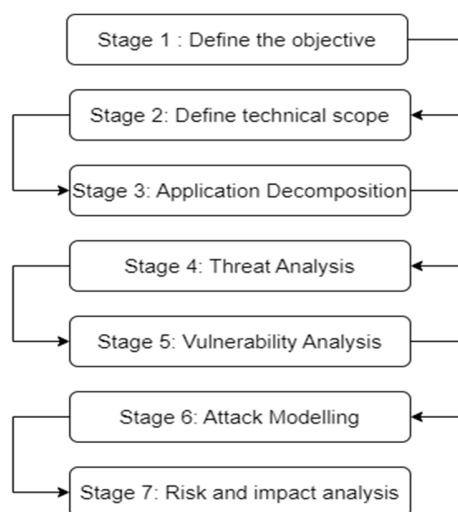 Stage 1 : Define the objective
Stage 2: Define technical scope
Stage 3: Application Decomposition
Stage 4: Threat Analysis
Stage 5: Vulnerability Analysis
Stage 6: Attack Modelling
Stage 7: Risk and impact analysis